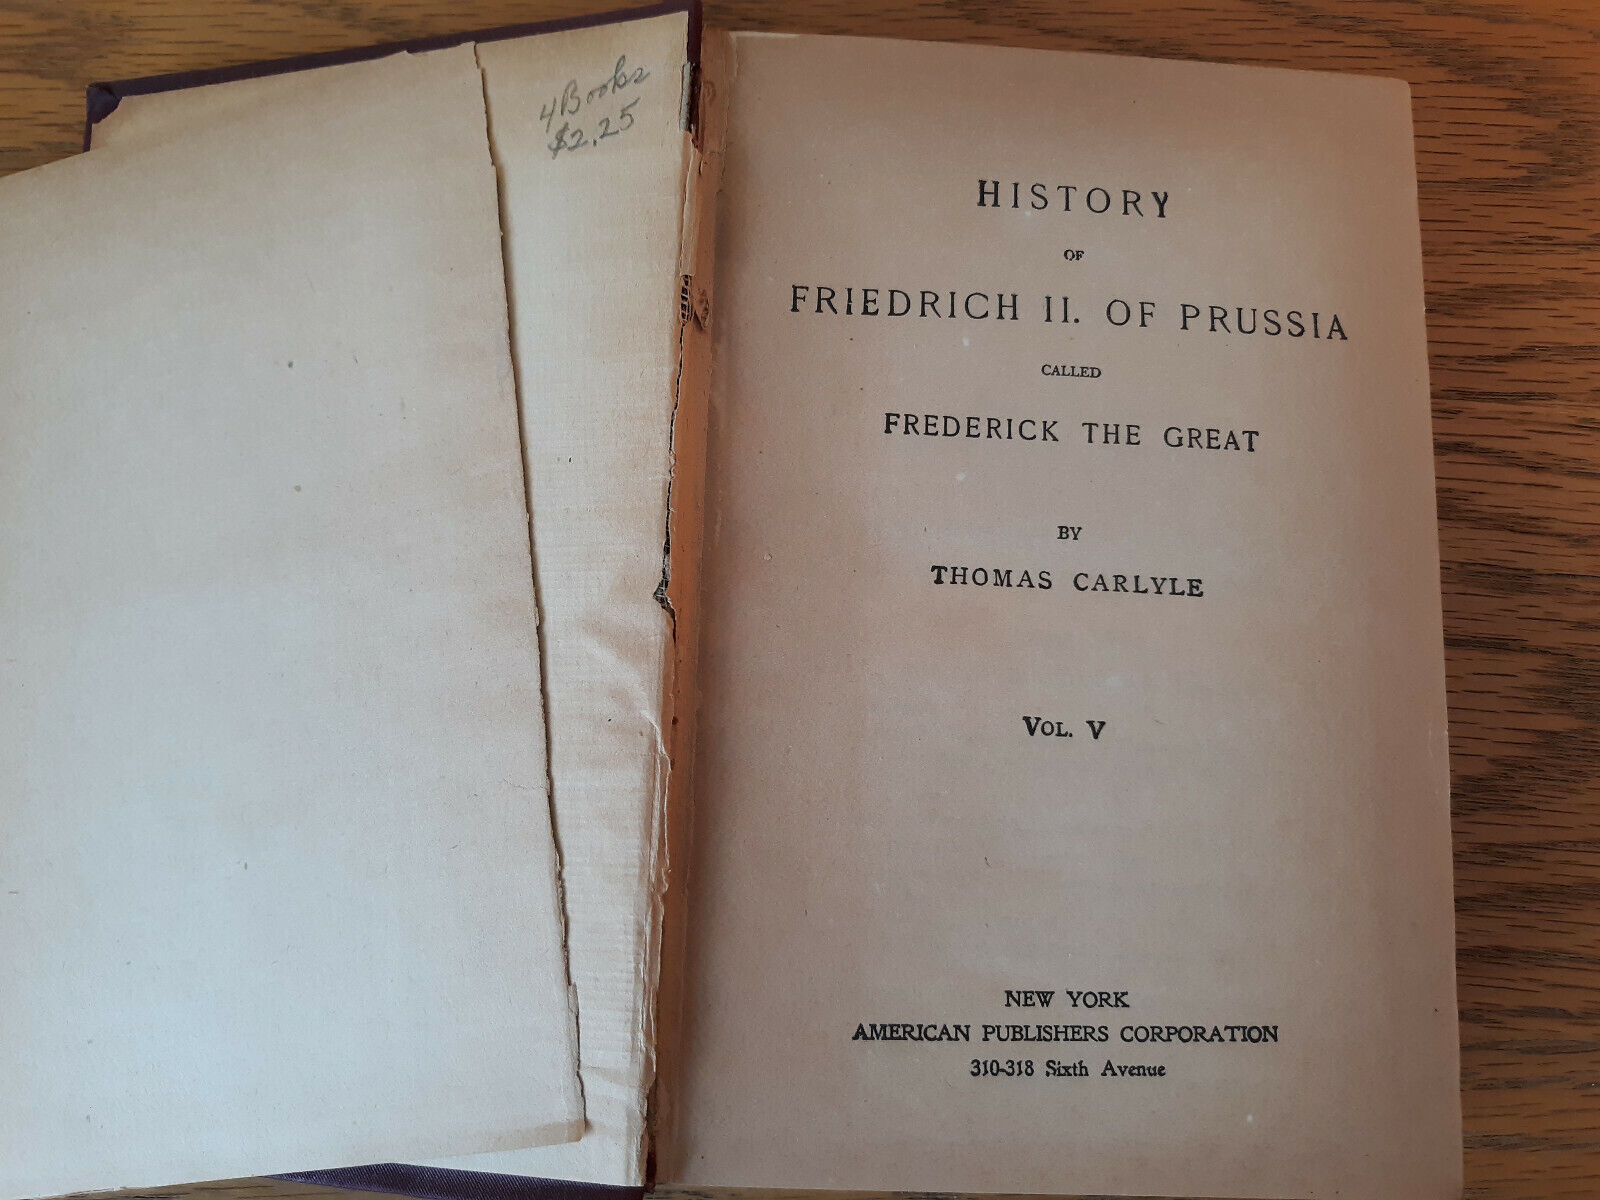 4 Books
$2.25
HISTORY
OF
FRIEDRICH II. OF PRUSSIA
CALLED
FREDERICK THE GREAT
BY
THOMAS CARLYLE
VOL. V
NEW YORK
AMERICAN PUBLISHERS CORPORATION
310-318 Sixth Avenue